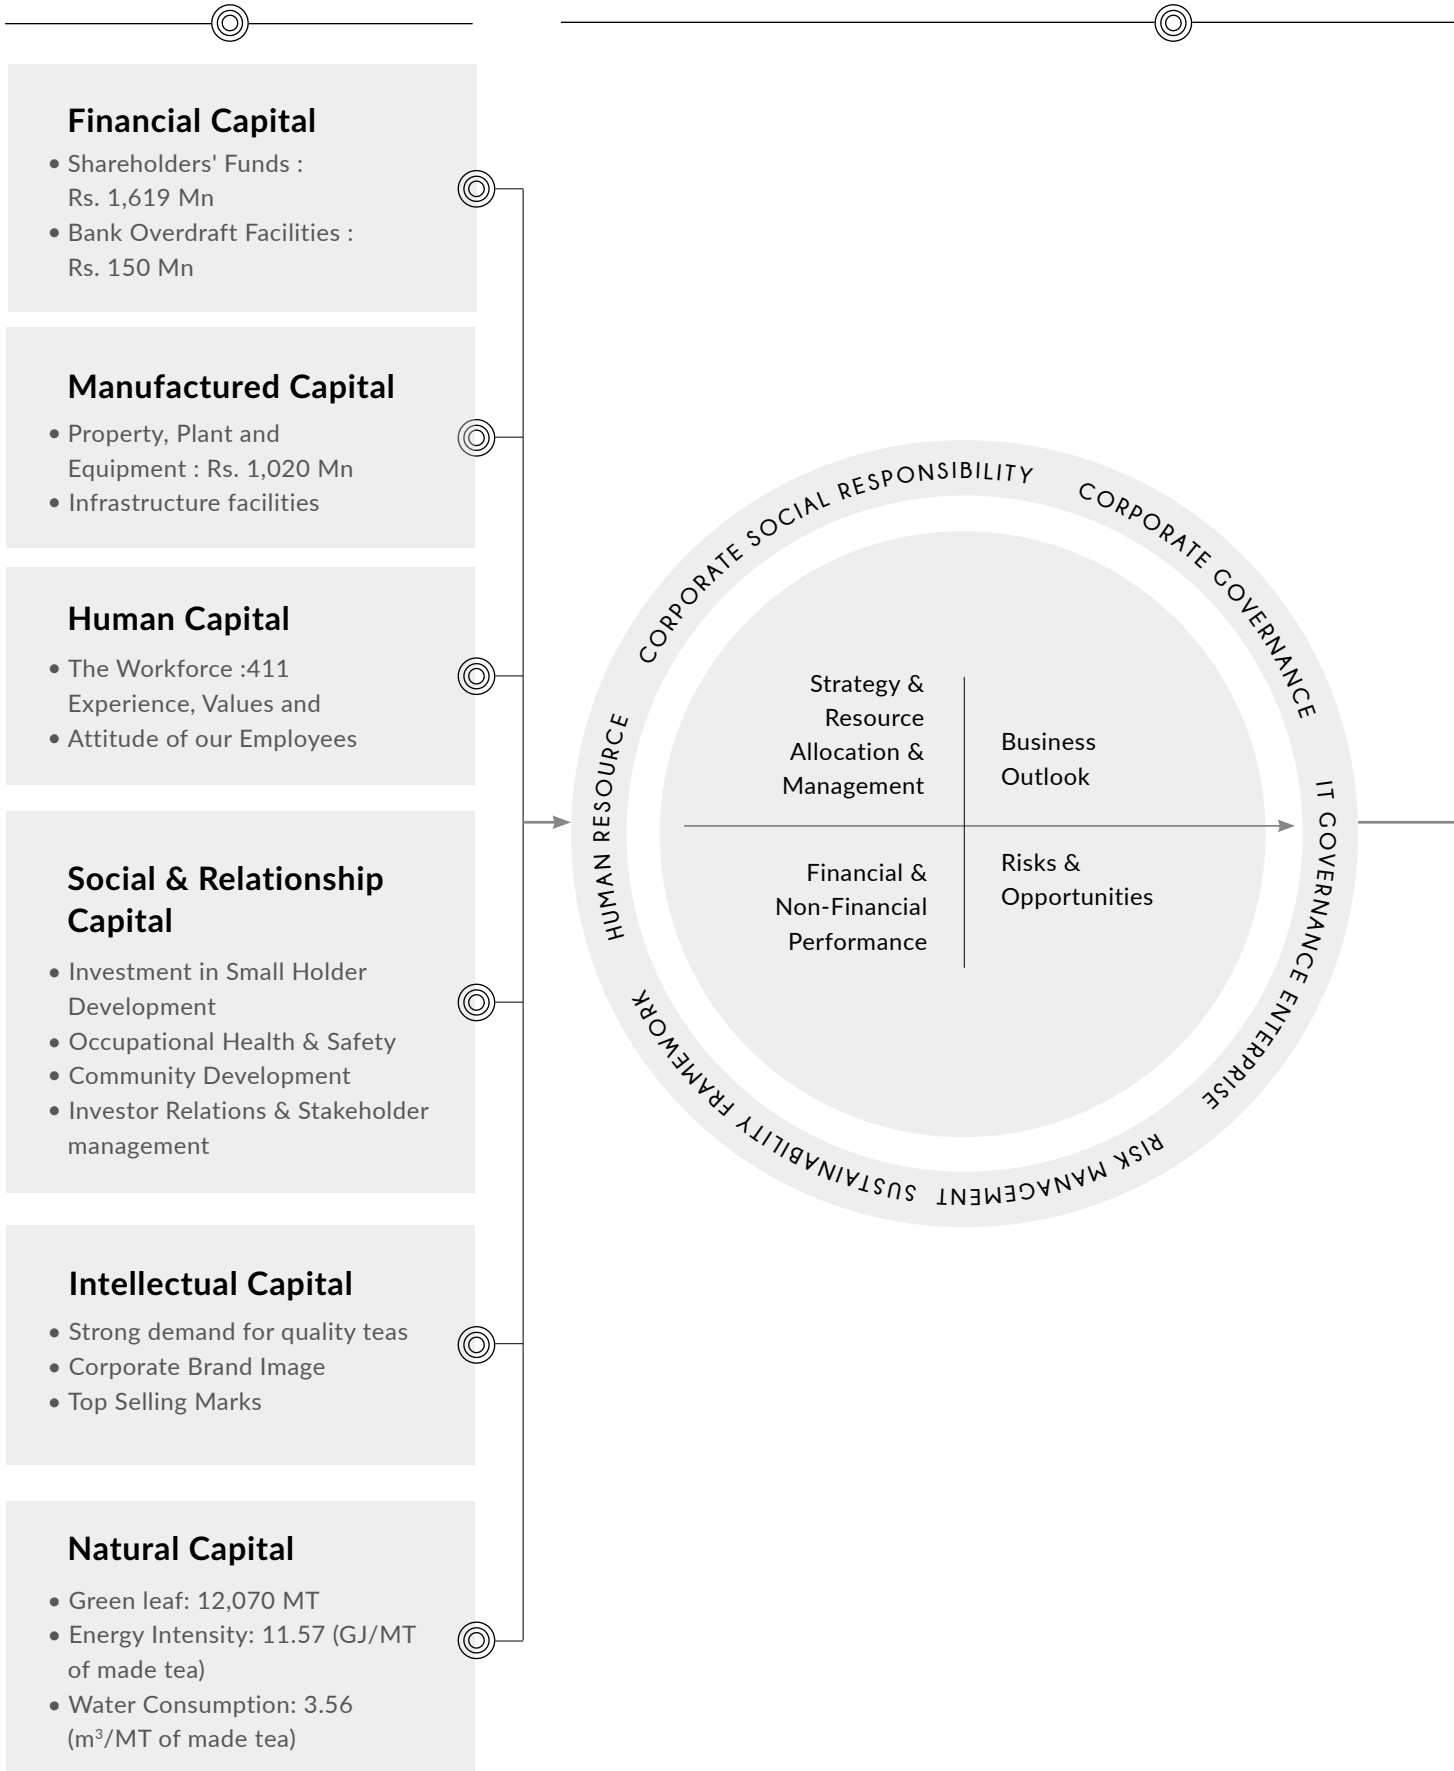 Financial Capital
• Shareholders' Funds :
Rs. 1,619 Mn
• Bank Overdraft Facilities :
Rs. 150 Mn
Manufactured Capital
• Property, Plant and
Equipment : Rs. 1,020 Mn
• Infrastructure facilities
Human Capital
• The Workforce :411
Experience, Values and
• Attitude of our Employees
Social & Relationship
Capital
• Investment in Small Holder
Development
• Occupational Health & Safety
• Community Development
• Investor Relations & Stakeholder
management
Intellectual Capital
• Strong demand for quality teas
• Corporate Brand Image
• Top Selling Marks
Natural Capital
• Green leaf: 12,070 MT
• Energy Intensity: 11.57 (GJ/MT
of made tea)
• Water Consumption: 3.56
(m³/MT of made tea)
HUMAN RESOURCE
CORPORATE SOCIAL RESPONSIBILITY
CORPORATE GOVERNANCE
IT GOVERNANCE ENTERPRISE
RISK MANAGEMENT
SUSTAINABILITY FRAMEWORK
Strategy &
Resource
Allocation &
Management
Business
Outlook
Financial &
Non-Financial
Performance
Risks &
Opportunities